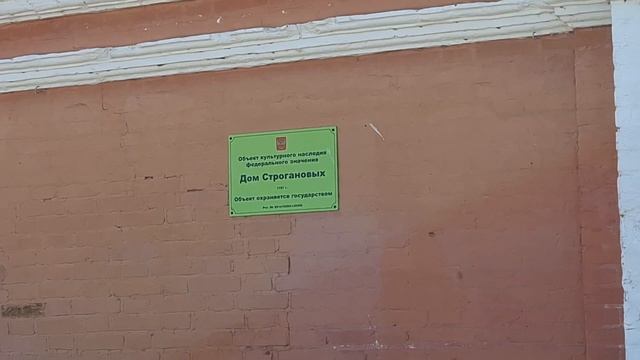 Объект культурного наследия
федерального значения
Дом Строгановых
Объект охраняется государством